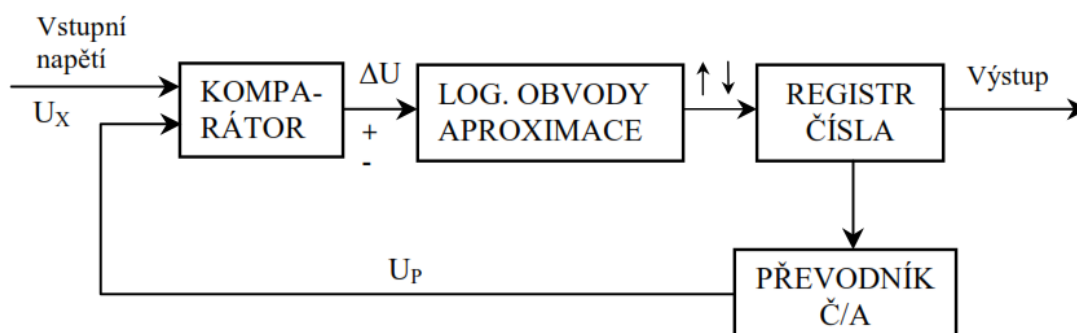 Vstupní
napětí
U_X
KOMPA-
RÁTOR
ΔU
+
-
LOG. OBVODY
APROXIMACE
↑↓
REGISTR
ČÍSLA
Výstup
U_P
PŘEVODNÍK
Č/A